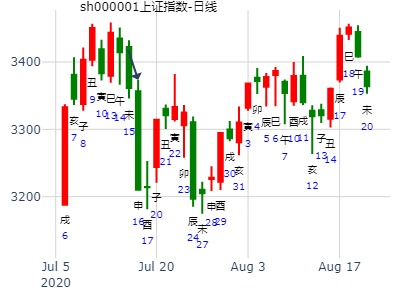 sh000001上证指数-日线
3400
3300
3200
戌
6
亥
7
子
8
丑
9
寅
10
巳
13
午
14
未
15
申
16
酉
17
子
20
丑
21
寅
22
卯
23
辰
24
未
27
申
28
酉
29
戌
30
亥
31
寅
3
卯
4
辰
5
巳
6
午
7
酉
10
戌
11
亥
12
子
13
丑
14
辰
17
巳
18
午
19
未
20
Jul 5
2020
Jul 20
Aug 3
Aug 17